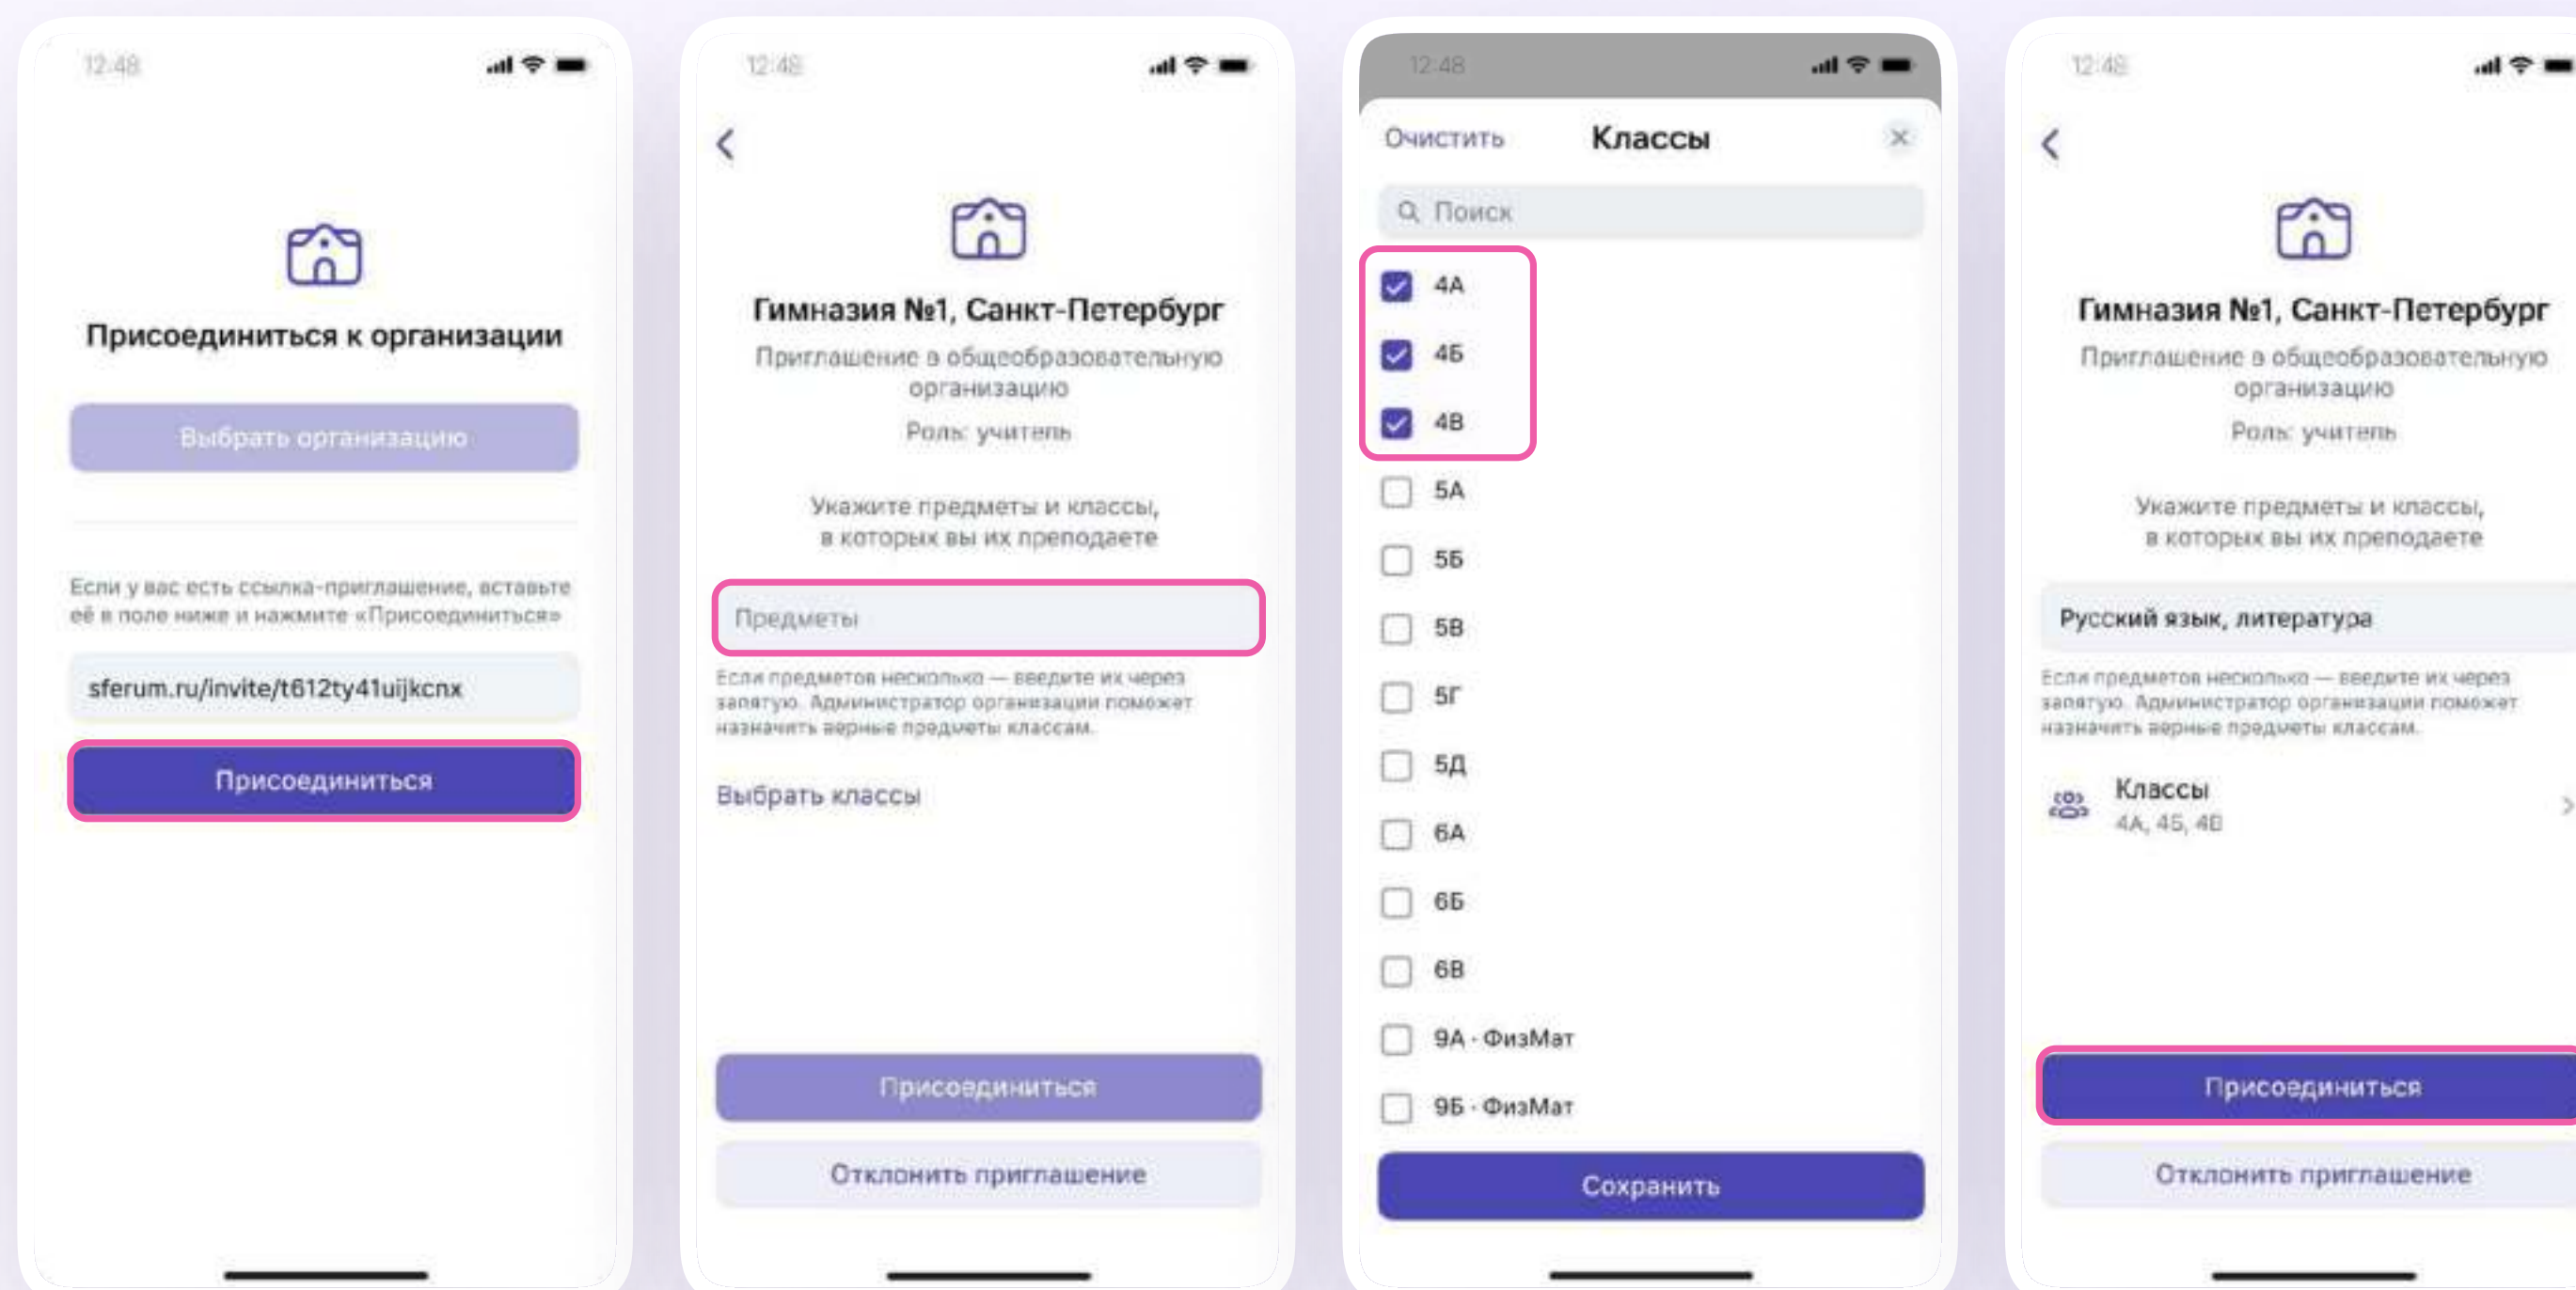 12:48
Присоединиться к организации
Выбрать организацию
Если у вас есть ссылка-приглашение, вставьте
её в поле ниже и нажмите «Присоединиться»
sferum.ru/invite/t612ty41uijkcnx
Присоединиться
12:48
Гимназия №1, Санкт-Петербург
Приглашение в общеобразовательную
организацию
Роль: учитель
Укажите предметы и классы,
в которых вы их преподаете
Предметы
Если предметов несколько — введите их через
запятую. Администратор организации поможет
назначить верные предметы классам.
Выбрать классы
Присоединиться
Отклонить приглашение
12:48
Очистить Классы
Поиск
4А
4Б
4В
5А
5Б
5В
5Г
5Д
6А
6Б
6В
9А · ФизМат
9Б · ФизМат
Сохранить
12:48
Гимназия №1, Санкт-Петербург
Приглашение в общеобразовательную
организацию
Роль: учитель
Укажите предметы и классы,
в которых вы их преподаете
Русский язык, литература
Если предметов несколько — введите их через
запятую. Администратор организации поможет
назначить верные предметы классам.
Классы
4А, 4Б, 4В
Присоединиться
Отклонить приглашение